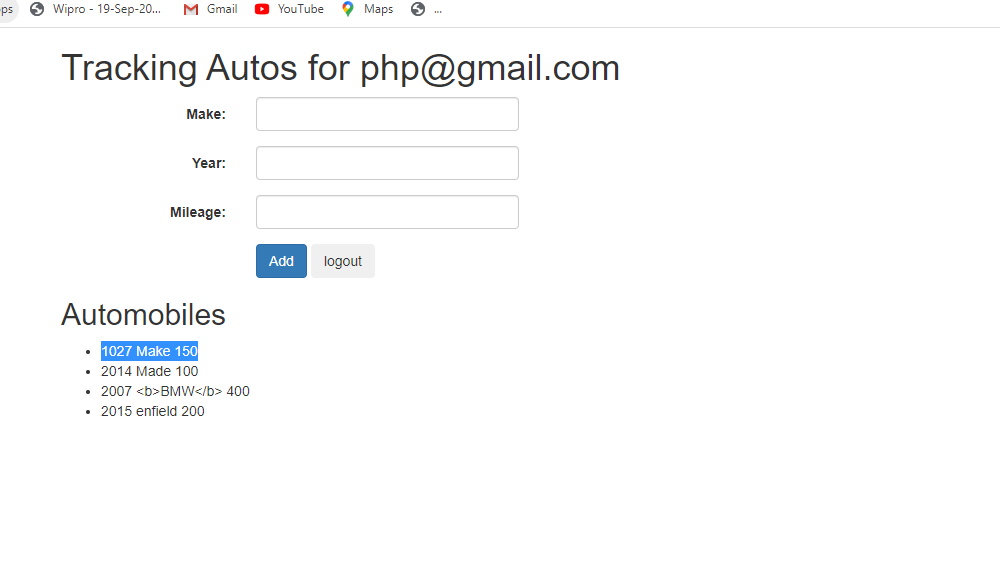 ps Wipro - 19-Sep-20... Gmail YouTube Maps ...
Tracking Autos for php@gmail.com
Make:
Year:
Mileage:
Add logout
Automobiles
1027 Make 150
2014 Made 100
2007 <b>BMW</b> 400
2015 enfield 200